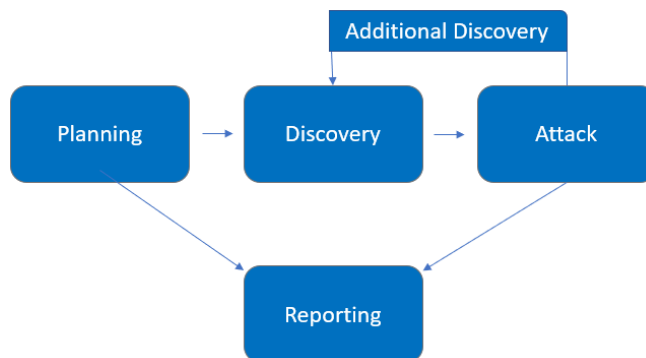 Additional Discovery
Planning
Discovery
Attack
Reporting